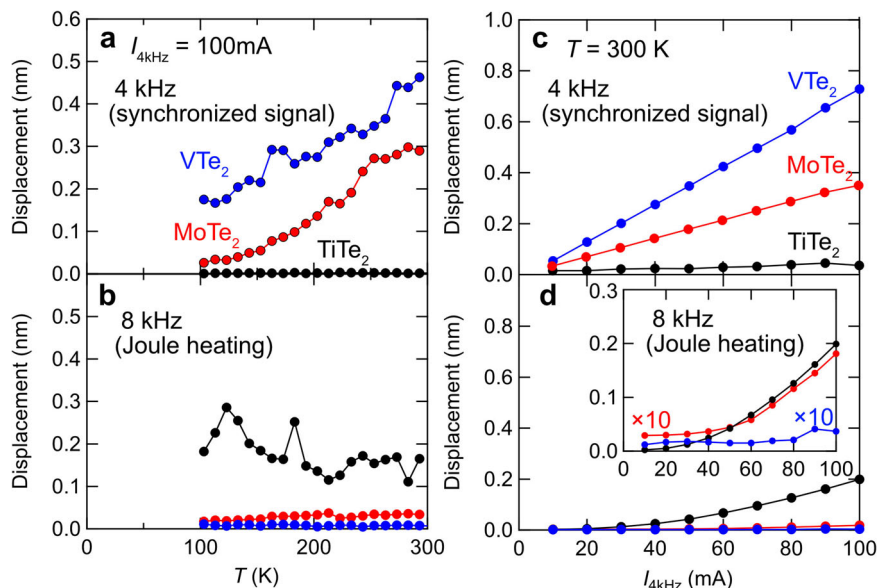 a
I4kHz = 100mA
4 kHz
(synchronized signal)
VTe2
MoTe2
TiTe2
Displacement (nm)
0.6
0.5
0.4
0.3
0.2
0.1
0.0
b
8 kHz
(Joule heating)
Displacement (nm)
0.5
0.4
0.3
0.2
0.1
0.0
0
100
200
300
T (K)
c
T = 300 K
4 kHz
(synchronized signal)
VTe2
MoTe2
TiTe2
Displacement (nm)
1.0
0.8
0.6
0.4
0.2
0.0
d
8 kHz
(Joule heating)
×10
×10
0.3
0.2
0.1
0.0
0 20 40 60 80 100
Displacement (nm)
0.8
0.6
0.4
0.2
0.0
0
20
40
60
80
100
I4kHz (mA)